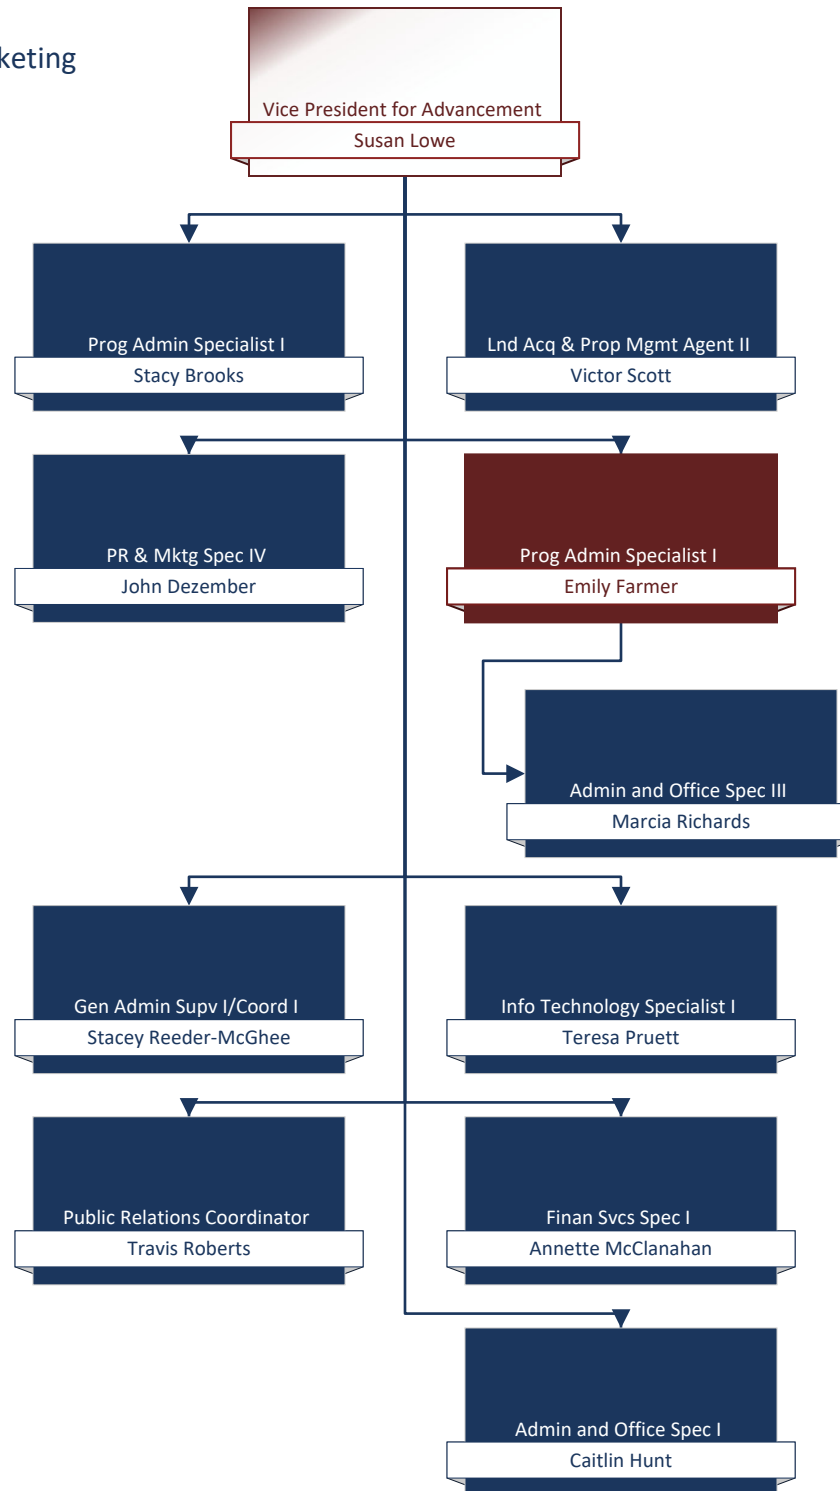 Vice President for Advancement
Susan Lowe
Prog Admin Specialist I
Stacy Brooks
Lnd Acq & Prop Mgmt Agent II
Victor Scott
PR & Mktg Spec IV
John Dezember
Prog Admin Specialist I
Emily Farmer
Admin and Office Spec III
Marcia Richards
Gen Admin Supv I/Coord I
Stacey Reeder-McGhee
Info Technology Specialist I
Teresa Pruett
Public Relations Coordinator
Travis Roberts
Finan Svcs Spec I
Annette McClanahan
Admin and Office Spec I
Caitlin Hunt